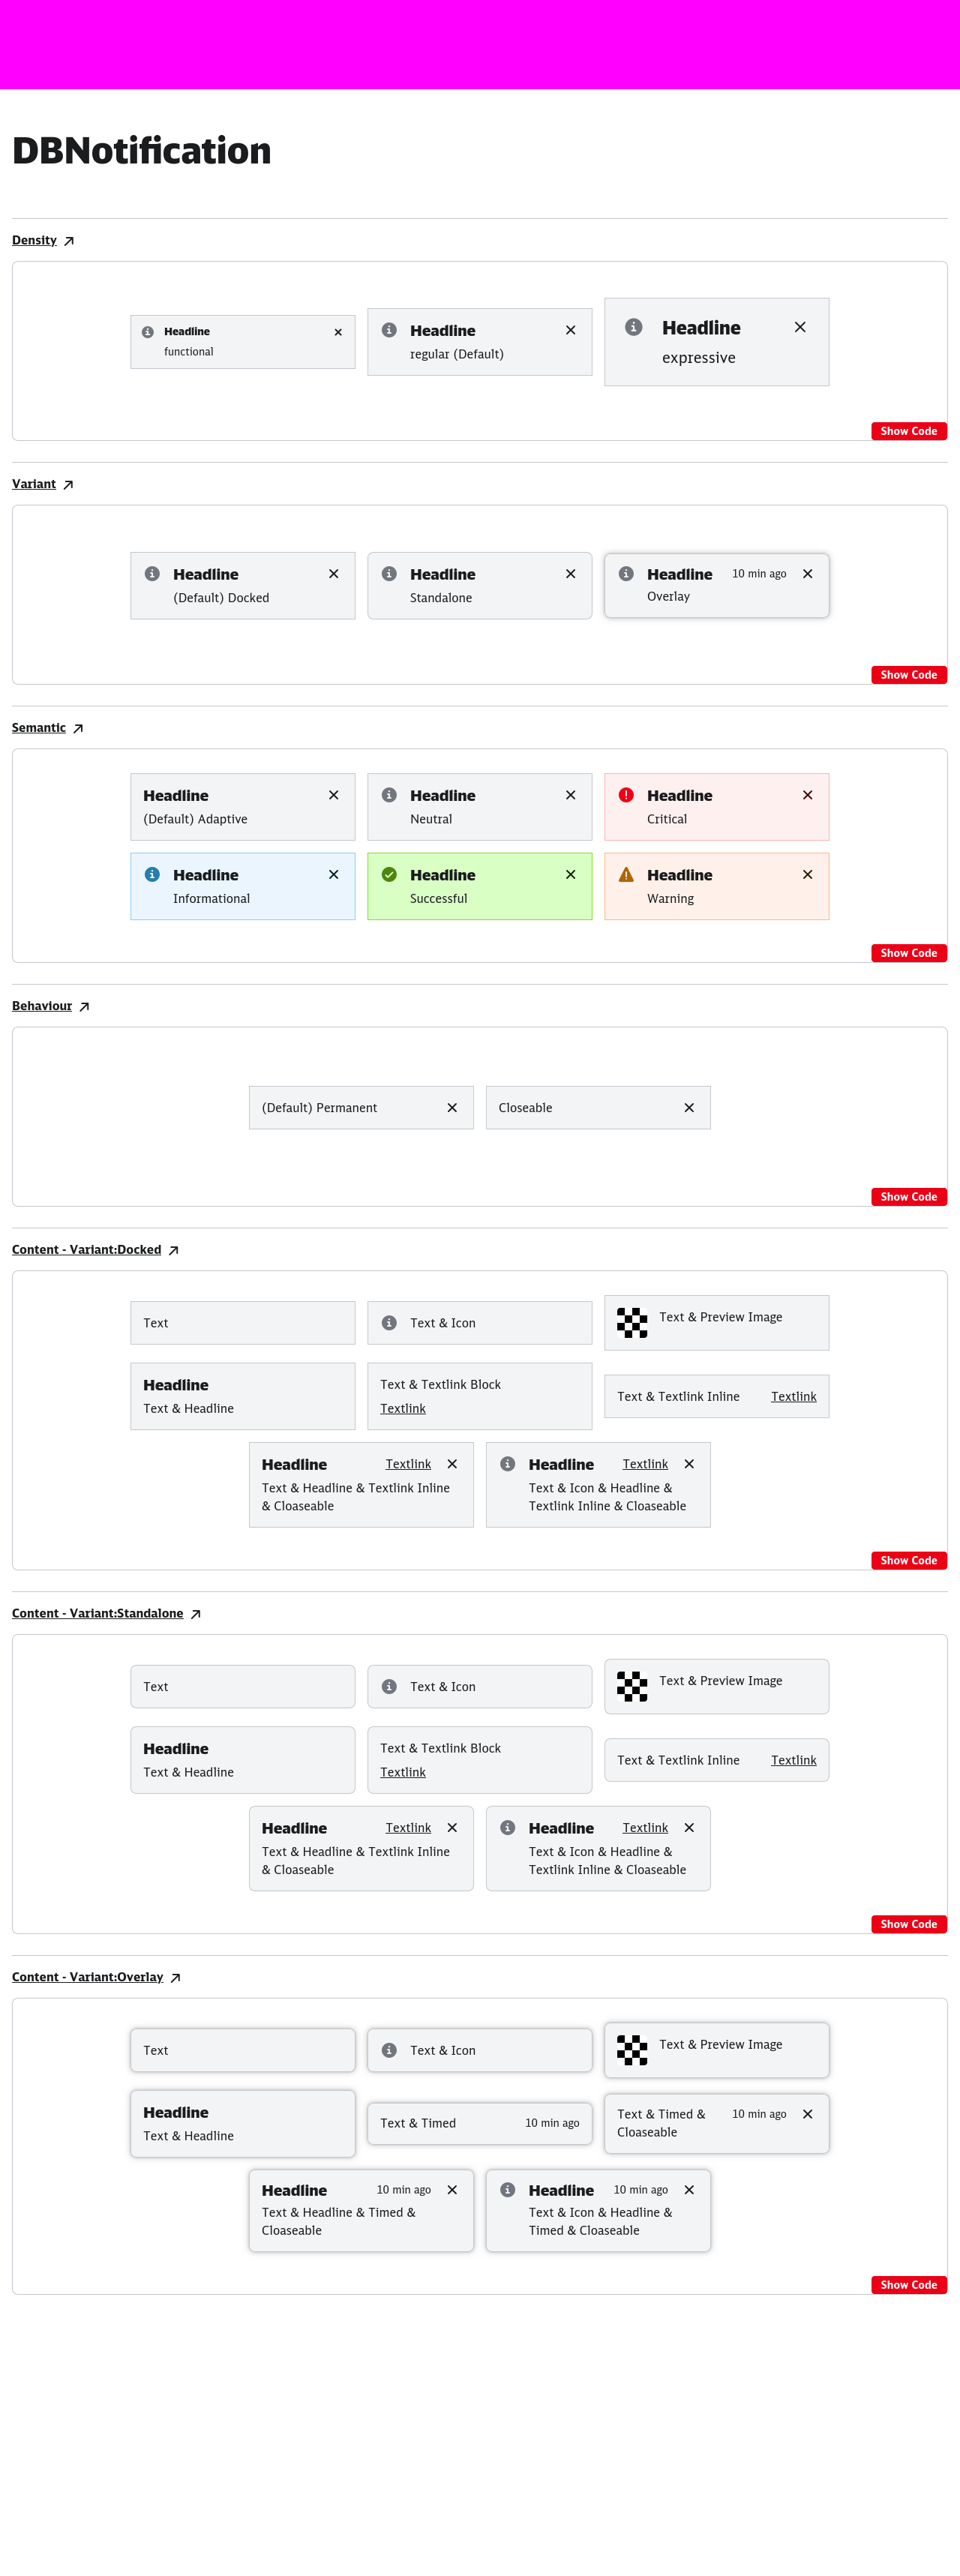 DBNotification
Density
Headline
functional
Headline
regular (Default)
Headline
expressive
Show Code
Variant
Headline
(Default) Docked
Headline
Standalone
Headline 10 min ago
Overlay
Show Code
Semantic
Headline
(Default) Adaptive
Headline
Neutral
Headline
Critical
Headline
Informational
Headline
Successful
Headline
Warning
Show Code
Behaviour
(Default) Permanent
Closeable
Show Code
Content - Variant:Docked
Text
Text & Icon
Text & Preview Image
Headline
Text & Headline
Text & Textlink Block
Textlink
Text & Textlink Inline Textlink
Headline Textlink
Text & Headline & Textlink Inline
& Cloaseable
Headline Textlink
Text & Icon & Headline &
Textlink Inline & Cloaseable
Show Code
Content - Variant:Standalone
Text
Text & Icon
Text & Preview Image
Headline
Text & Headline
Text & Textlink Block
Textlink
Text & Textlink Inline Textlink
Headline Textlink
Text & Headline & Textlink Inline
& Cloaseable
Headline Textlink
Text & Icon & Headline &
Textlink Inline & Cloaseable
Show Code
Content - Variant:Overlay
Text
Text & Icon
Text & Preview Image
Headline
Text & Headline
Text & Timed 10 min ago
Text & Timed & 10 min ago
Cloaseable
Headline 10 min ago
Text & Headline & Timed &
Cloaseable
Headline 10 min ago
Text & Icon & Headline &
Timed & Cloaseable
Show Code